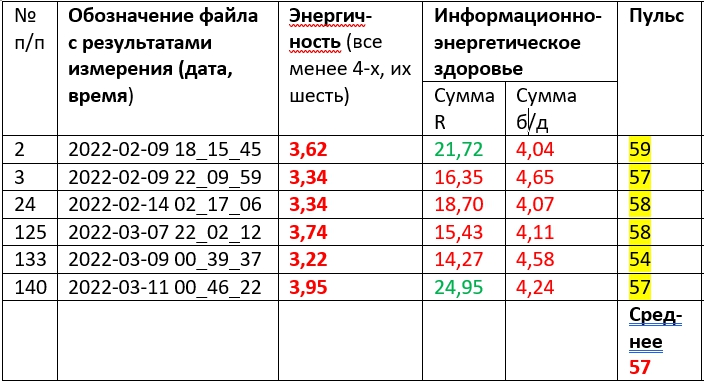 № п/п | Обозначение файла с результатами измерения (дата, время) | Энергич-ность (все менее 4-х, их шесть) | Информационно-энергетическое здоровье | Пульс
Сумма R | Сумма б/д
2 | 2022-02-09 18_15_45 | 3,62 | 21,72 | 4,04 | 59
3 | 2022-02-09 22_09_59 | 3,34 | 16,35 | 4,65 | 57
24 | 2022-02-14 02_17_06 | 3,34 | 18,70 | 4,07 | 58
125 | 2022-03-07 22_02_12 | 3,74 | 15,43 | 4,11 | 58
133 | 2022-03-09 00_39_37 | 3,22 | 14,27 | 4,58 | 54
140 | 2022-03-11 00_46_22 | 3,95 | 24,95 | 4,24 | 57
Сред-
нее
57